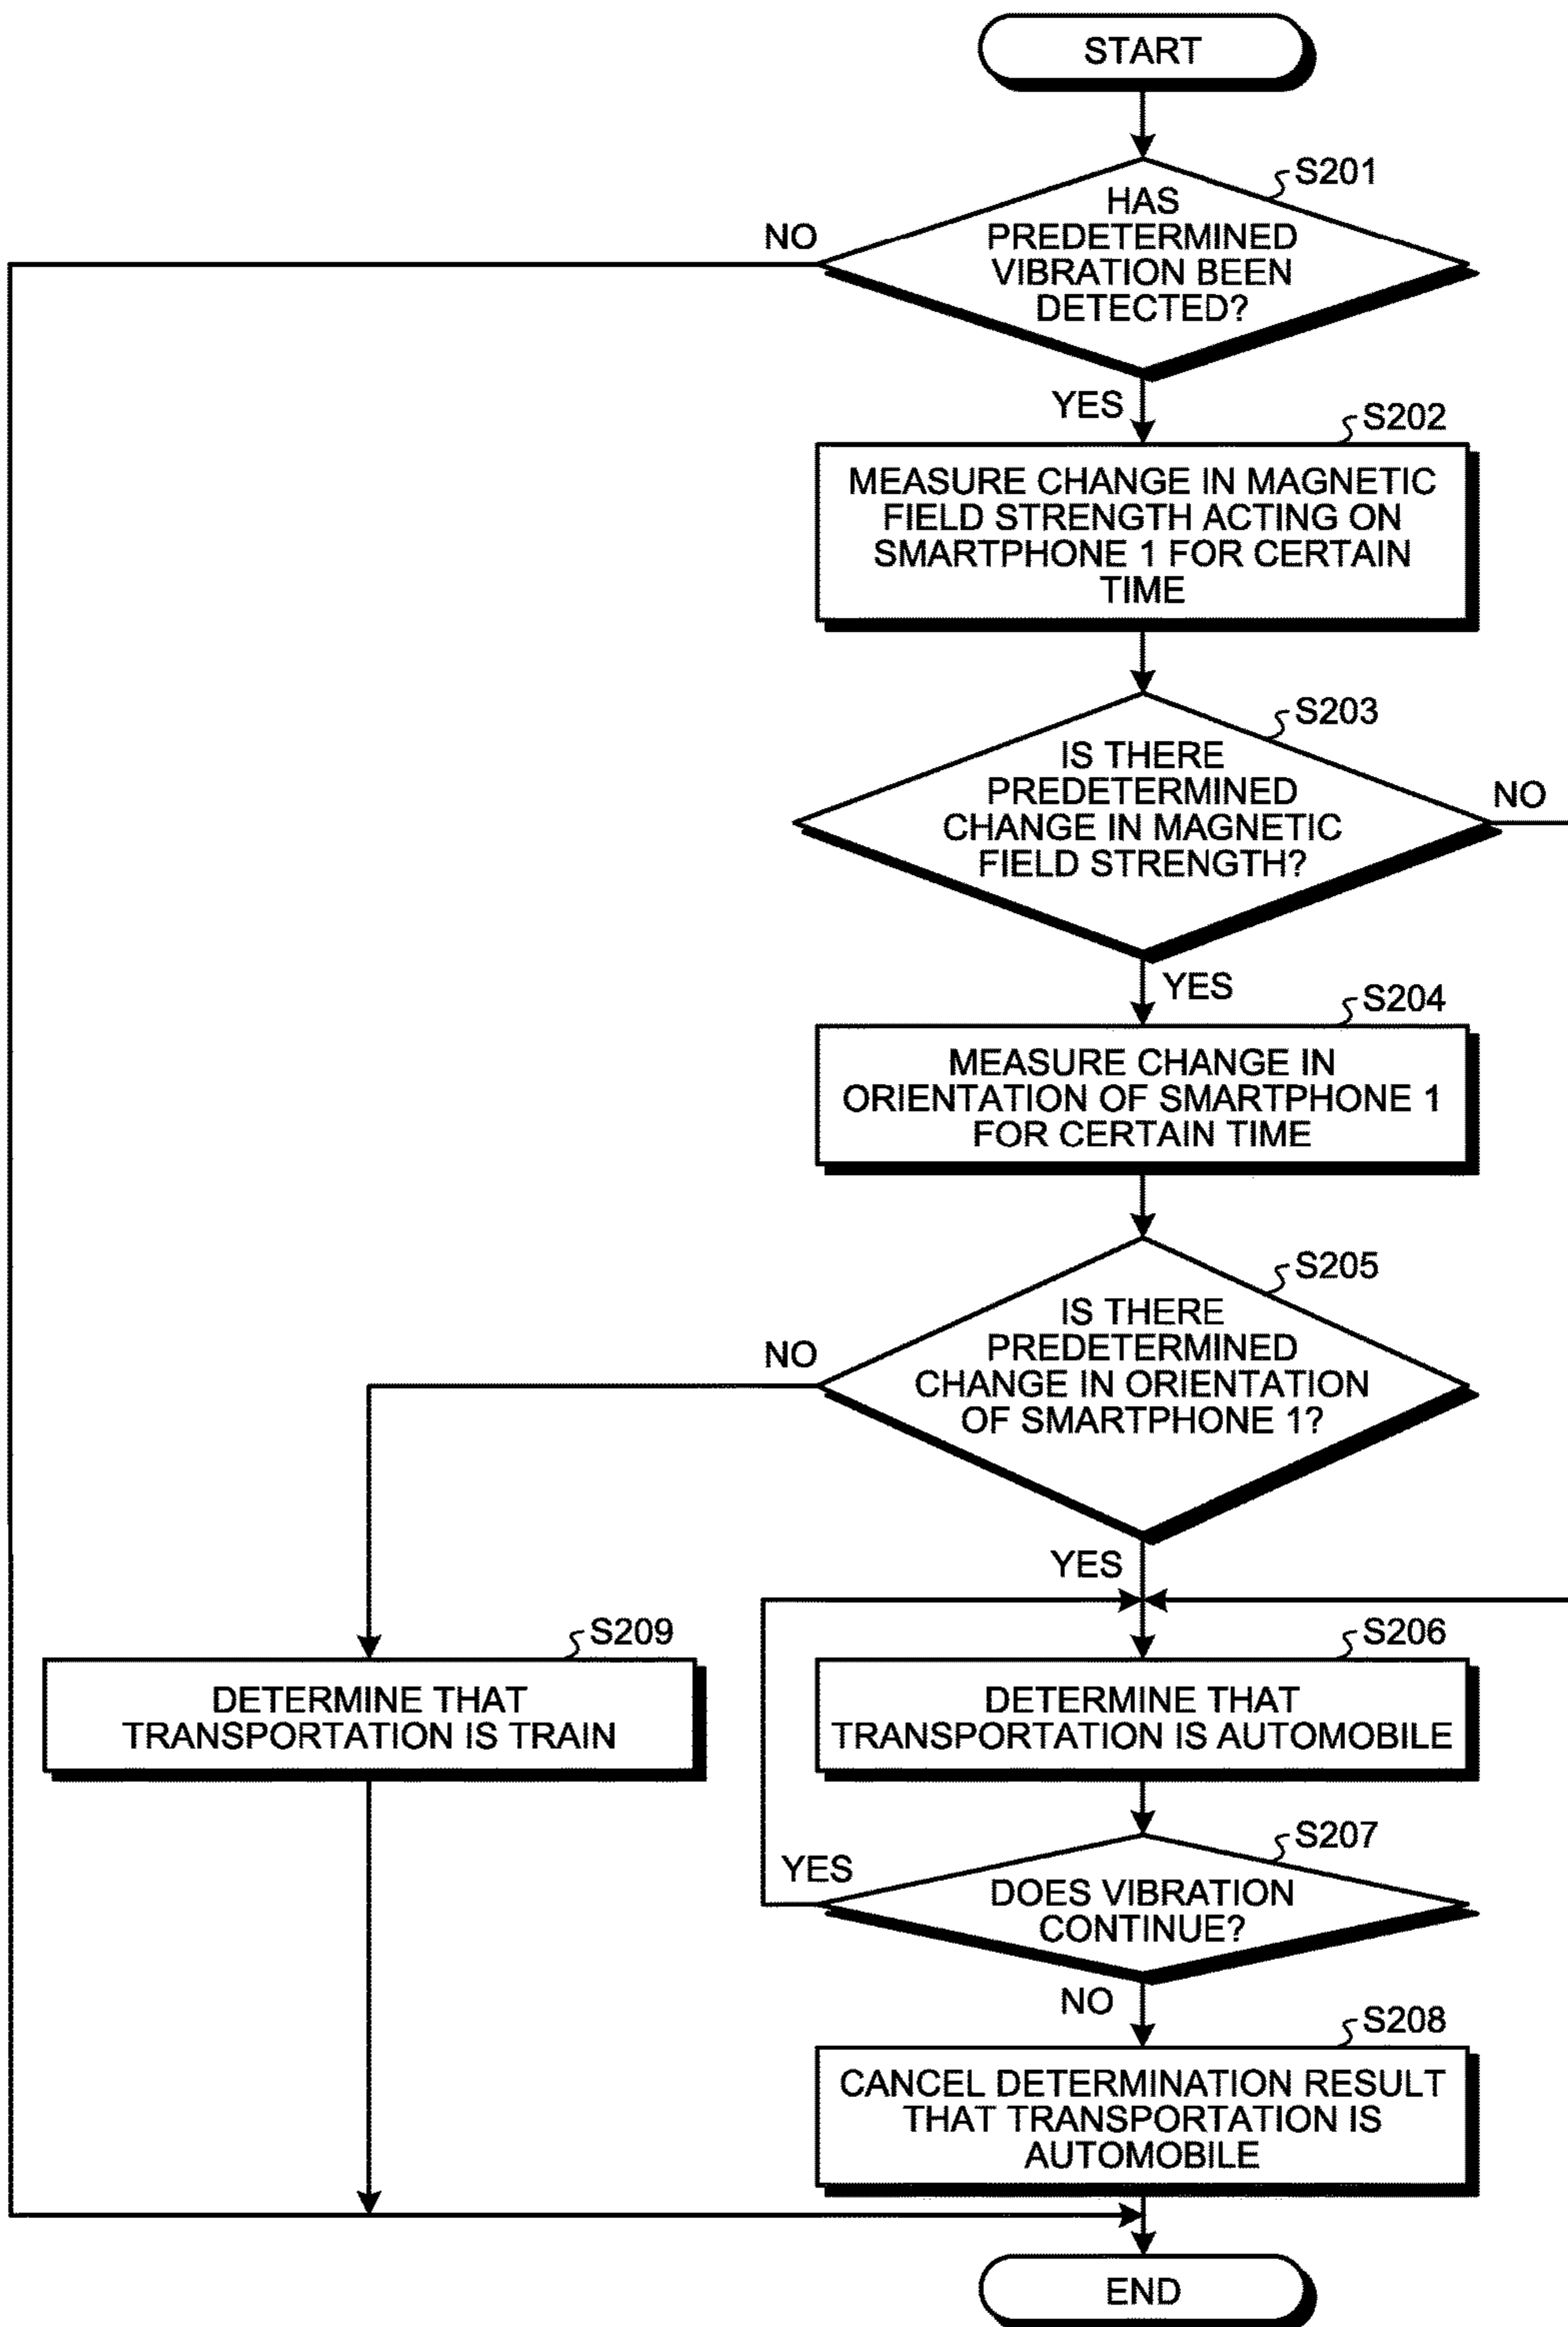 START
S201
HAS
PREDETERMINED
VIBRATION BEEN
DETECTED?
NO
YES
S202
MEASURE CHANGE IN MAGNETIC
FIELD STRENGTH ACTING ON
SMARTPHONE 1 FOR CERTAIN
TIME
S203
IS THERE
PREDETERMINED
CHANGE IN MAGNETIC
FIELD STRENGTH?
NO
YES
S204
MEASURE CHANGE IN
ORIENTATION OF SMARTPHONE 1
FOR CERTAIN TIME
S205
IS THERE
PREDETERMINED
CHANGE IN ORIENTATION
OF SMARTPHONE 1?
NO
YES
S209
DETERMINE THAT
TRANSPORTATION IS TRAIN
S206
DETERMINE THAT
TRANSPORTATION IS AUTOMOBILE
S207
YES
DOES VIBRATION
CONTINUE?
NO
S208
CANCEL DETERMINATION RESULT
THAT TRANSPORTATION IS
AUTOMOBILE
END